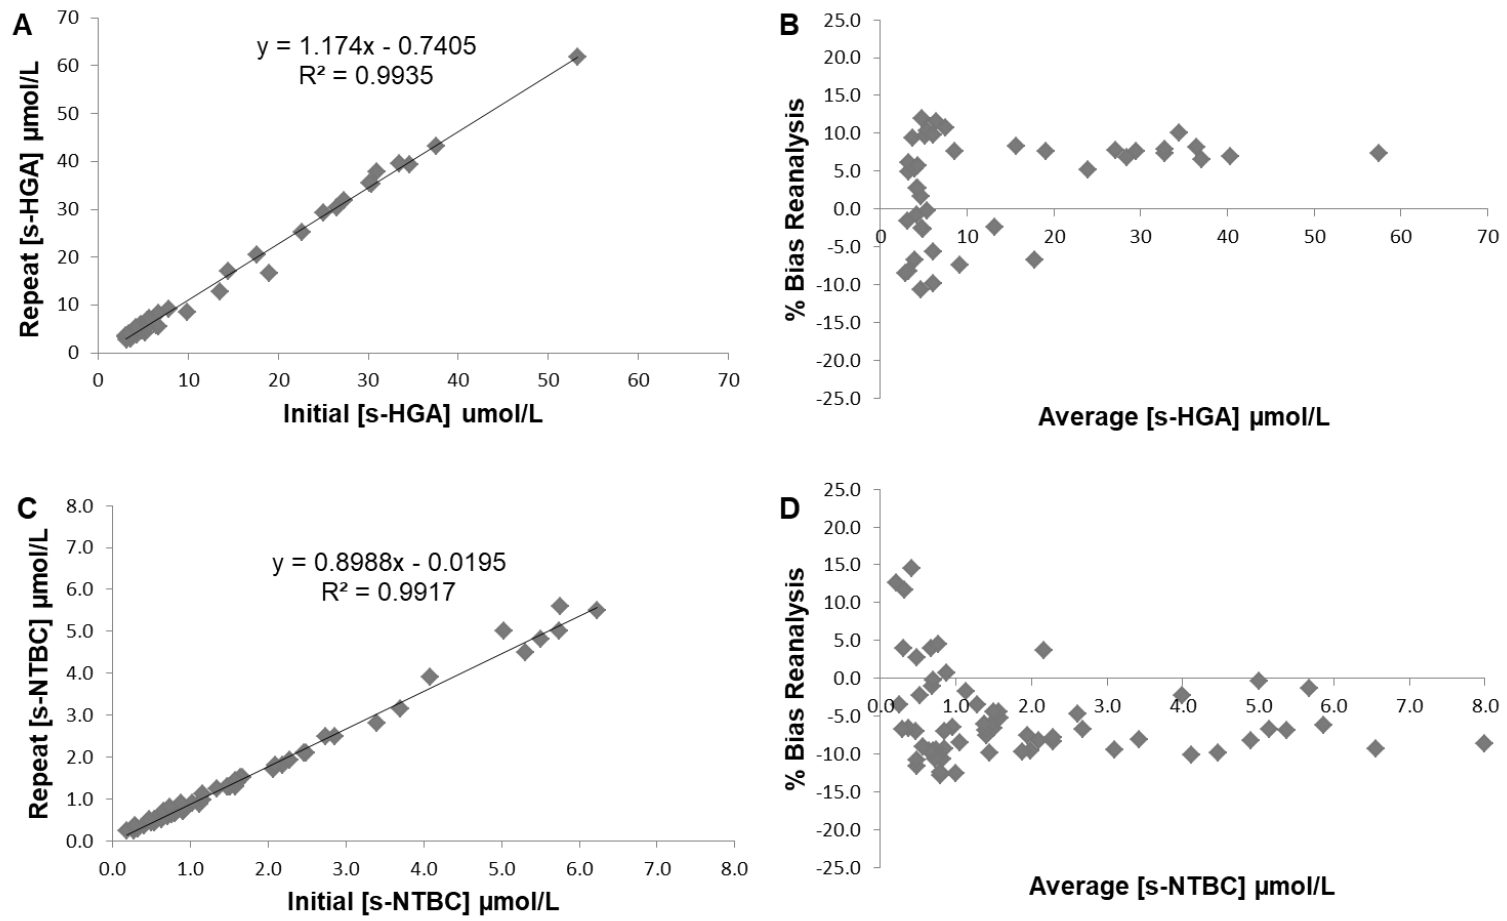 A
y = 1.174x - 0.7405
R² = 0.9935
Repeat [s-HGA] µmol/L
70
60
50
40
30
20
10
0
0 10 20 30 40 50 60 70
Initial [s-HGA] umol/L
B
% Bias Reanalysis
25.0
20.0
15.0
10.0
5.0
0.0
-5.0
-10.0
-15.0
-20.0
-25.0
0 10 20 30 40 50 60 70
Average [s-HGA] µmol/L
C
y = 0.8988x - 0.0195
R² = 0.9917
Repeat [s-NTBC] µmol/L
8.0
7.0
6.0
5.0
4.0
3.0
2.0
1.0
0.0
0.0 1.0 2.0 3.0 4.0 5.0 6.0 7.0 8.0
Initial [s-NTBC] µmol/L
D
% Bias Reanalysis
25.0
20.0
15.0
10.0
5.0
0.0
-5.0
-10.0
-15.0
-20.0
-25.0
0.0 1.0 2.0 3.0 4.0 5.0 6.0 7.0 8.0
Average [s-NTBC] µmol/L